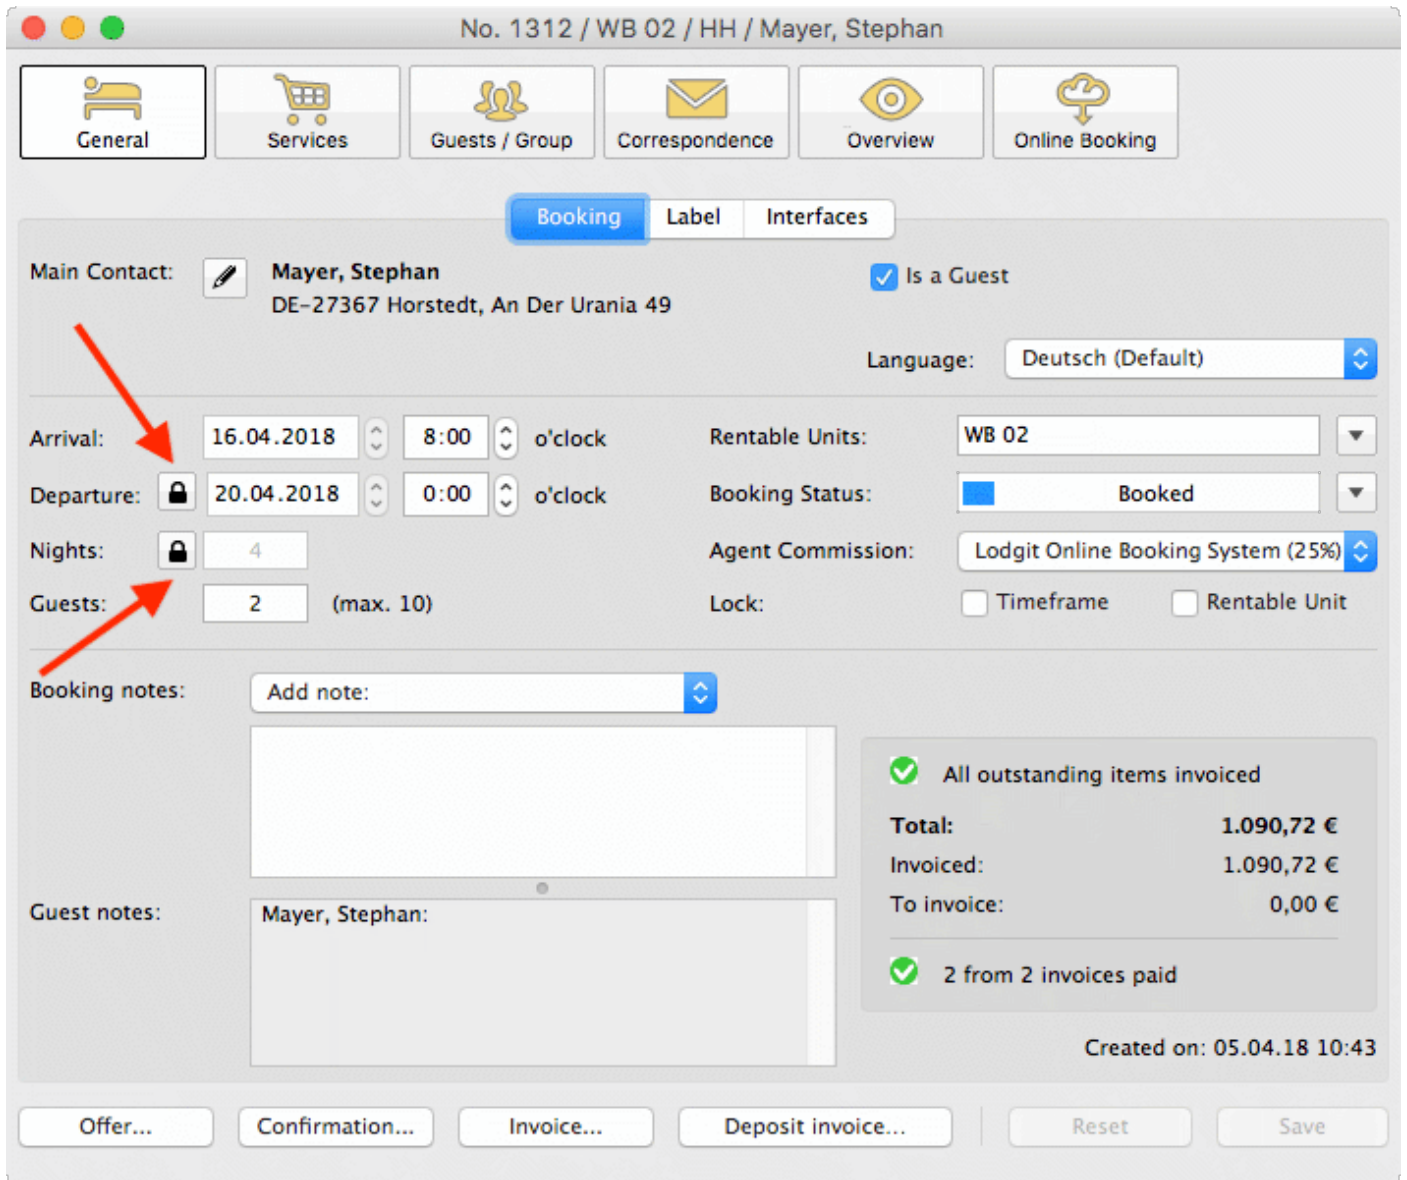 No. 1312 / WB 02 / HH / Mayer, Stephan
General
Services
Guests / Group
Correspondence
Overview
Online Booking
Booking
Label
Interfaces
Main Contact:
Mayer, Stephan
DE-27367 Horstedt, An Der Urania 49
Is a Guest
Language:
Deutsch (Default)
Arrival:
16.04.2018
8:00
o'clock
Departure:
20.04.2018
0:00
o'clock
Nights:
4
Guests:
2
(max. 10)
Rentable Units:
WB 02
Booking Status:
Booked
Agent Commission:
Lodgit Online Booking System (25%)
Lock:
Timeframe
Rentable Unit
Booking notes:
Add note:
Guest notes:
Mayer, Stephan:
All outstanding items invoiced
Total: 1.090,72 €
Invoiced: 1.090,72 €
To invoice: 0,00 €
2 from 2 invoices paid
Created on: 05.04.18 10:43
Offer...
Confirmation...
Invoice...
Deposit invoice...
Reset
Save